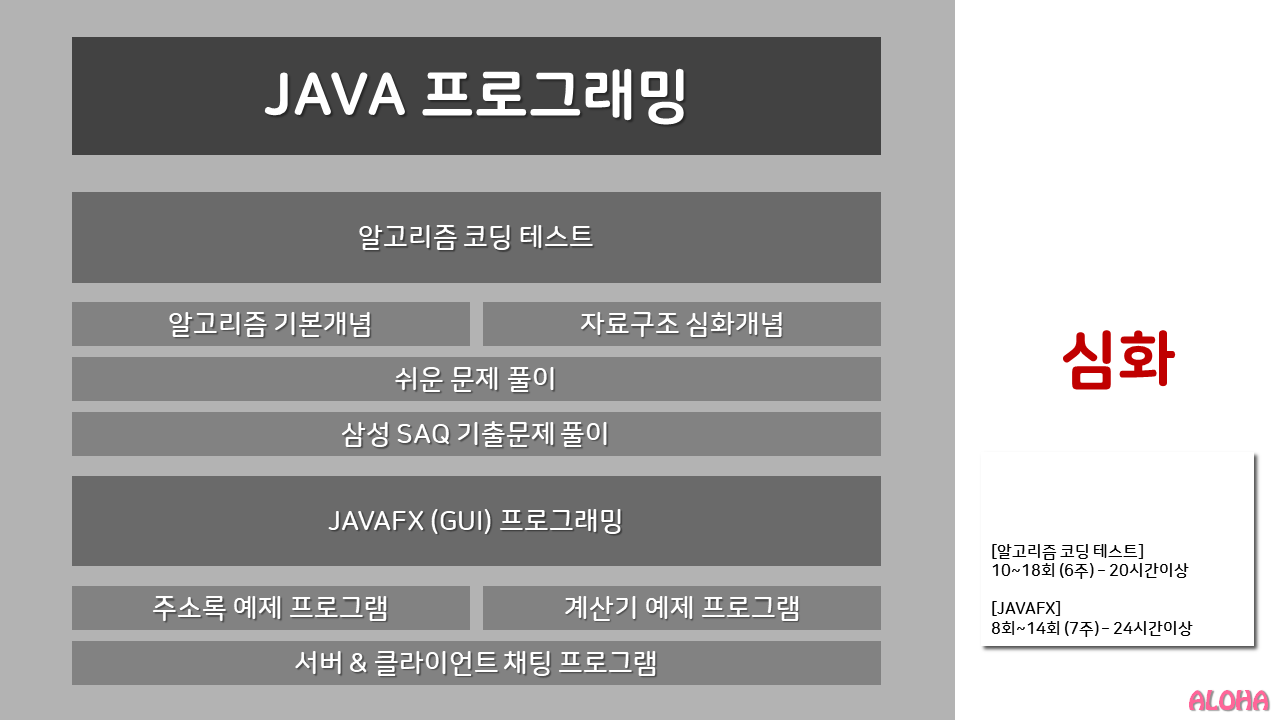 JAVA 프로그래밍
알고리즘 코딩 테스트
알고리즘 기본개념
자료구조 심화개념
쉬운 문제 풀이
삼성 SAQ 기출문제 풀이
JAVAFX (GUI) 프로그래밍
주소록 예제 프로그램
계산기 예제 프로그램
서버 & 클라이언트 채팅 프로그램
심화
[알고리즘 코딩 테스트]
10~18회 (6주) – 20시간이상
[JAVAFX]
8회~14회 (7주) – 24시간이상
ALOHA